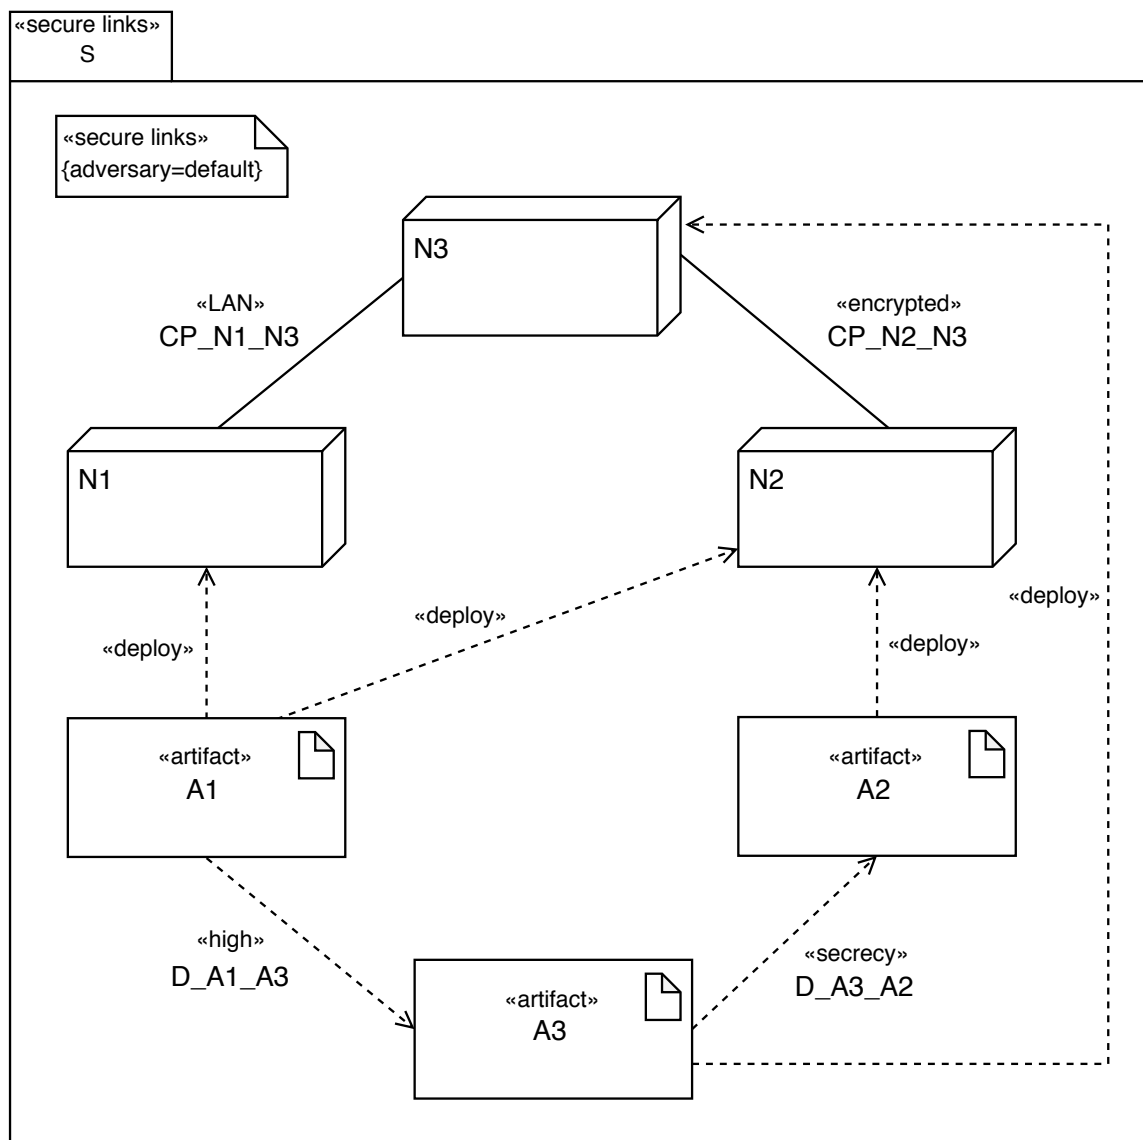 «secure links»
S
«secure links»
{adversary=default}
N3
«LAN»
CP_N1_N3
«encrypted»
CP_N2_N3
N1
N2
«deploy»
«deploy»
«deploy»
«deploy»
«artifact»
A1
«artifact»
A2
«high»
D_A1_A3
«secrecy»
D_A3_A2
«artifact»
A3